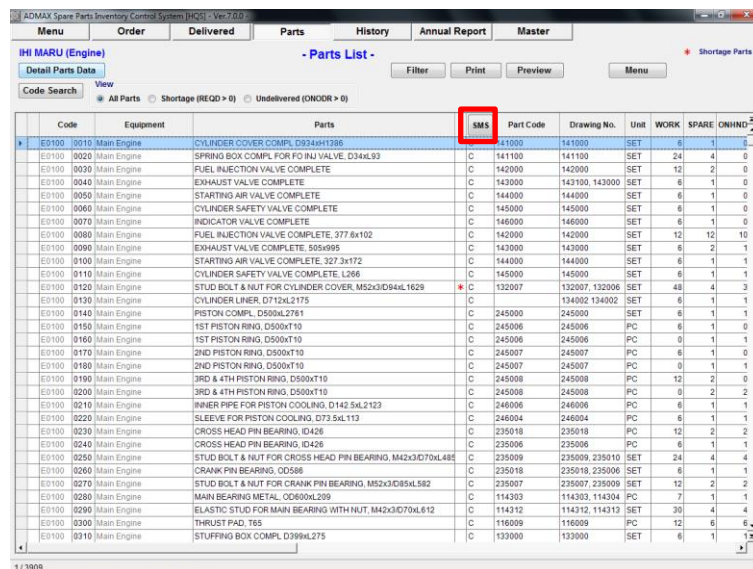 ADMAX Spare Parts Inventory Control System [HQS] - Ver.7.0.0 -
Menu Order Delivered Parts History Annual Report Master
IHI MARU (Engine) - Parts List - * Shortage Parts
Detail Parts Data Filter Print Preview Menu
Code Search View
All Parts Shortage (REQD > 0) Undelivered (ONODR > 0)
Code Equipment Parts SMS Part Code Drawing No. Unit WORK SPARE ONHND
E0100 0010 Main Engine CYLINDER COVER COMPL D934xH1386 C 141000 141000 SET 6 1 0
E0100 0020 Main Engine SPRING BOX COMPL FOR FO INJ VALVE, D34xL93 C 141100 141100 SET 24 4 0
E0100 0030 Main Engine FUEL INJECTION VALVE COMPLETE C 142000 142000 SET 12 2 0
E0100 0040 Main Engine EXHAUST VALVE COMPLETE C 143000 143100, 143000 SET 6 1 0
E0100 0050 Main Engine STARTING AIR VALVE COMPLETE C 144000 144000 SET 6 1 0
E0100 0060 Main Engine CYLINDER SAFETY VALVE COMPLETE C 145000 145000 SET 6 1 0
E0100 0070 Main Engine INDICATOR VALVE COMPLETE C 146000 146000 SET 6 1 0
E0100 0080 Main Engine FUEL INJECTION VALVE COMPLETE, 377.6x102 C 142000 142000 SET 12 12 10
E0100 0090 Main Engine EXHAUST VALVE COMPLETE, 505x995 C 143000 143000 SET 6 2 1
E0100 0100 Main Engine STARTING AIR VALVE COMPLETE, 327.3x172 C 144000 144000 SET 6 1 1
E0100 0110 Main Engine CYLINDER SAFETY VALVE COMPLETE, L266 C 145000 145000 SET 6 1 1
E0100 0120 Main Engine STUD BOLT & NUT FOR CYLINDER COVER, M52x3/D94xL1629 * C 132007 132007, 132006 SET 48 4 3
E0100 0130 Main Engine CYLINDER LINER, D712xL2175 C 134002 134002 SET 6 1 1
E0100 0140 Main Engine PISTON COMPL, D500xL2761 C 245000 245000 SET 6 1 1
E0100 0150 Main Engine 1ST PISTON RING, D500xT10 C 245006 245006 PC 6 1 0
E0100 0160 Main Engine 1ST PISTON RING, D500xT10 C 245006 245006 PC 0 1 1
E0100 0170 Main Engine 2ND PISTON RING, D500xT10 C 245007 245007 PC 6 1 0
E0100 0180 Main Engine 2ND PISTON RING, D500xT10 C 245007 245007 PC 0 1 1
E0100 0190 Main Engine 3RD & 4TH PISTON RING, D500xT10 C 245008 245008 PC 12 2 0
E0100 0200 Main Engine 3RD & 4TH PISTON RING, D500xT10 C 245008 245008 PC 0 2 2
E0100 0210 Main Engine INNER PIPE FOR PISTON COOLING, D142.5xL2123 C 246006 246006 PC 6 1 1
E0100 0220 Main Engine SLEEVE FOR PISTON COOLING, D73.5xL113 C 246004 246004 PC 6 1 1
E0100 0230 Main Engine CROSS HEAD PIN BEARING, ID426 C 235018 235018 PC 12 2 2
E0100 0240 Main Engine CROSS HEAD PIN BEARING, ID426 C 235006 235006 PC 6 1 1
E0100 0250 Main Engine STUD BOLT & NUT FOR CROSS HEAD PIN BEARING, M42x3/D70xL485 C 235009 235009, 235010 SET 24 4 4
E0100 0260 Main Engine CRANK PIN BEARING, OD586 C 235018 235018, 235006 SET 6 1 1
E0100 0270 Main Engine STUD BOLT & NUT FOR CRANK PIN BEARING, M52x3/D85xL582 C 235007 235007, 235009 SET 12 2 2
E0100 0280 Main Engine MAIN BEARING METAL, OD600xL209 C 114303 114303, 114304 PC 7 1 1
E0100 0290 Main Engine ELASTIC STUD FOR MAIN BEARING WITH NUT, M42x3/D70xL612 C 114312 114312, 114313 SET 30 4 4
E0100 0300 Main Engine THRUST PAD, T65 C 116009 116009 PC 12 6 6
E0100 0310 Main Engine STUFFING BOX COMPL D399xL275 C 133000 133000 SET 6 1 1
1 / 3909